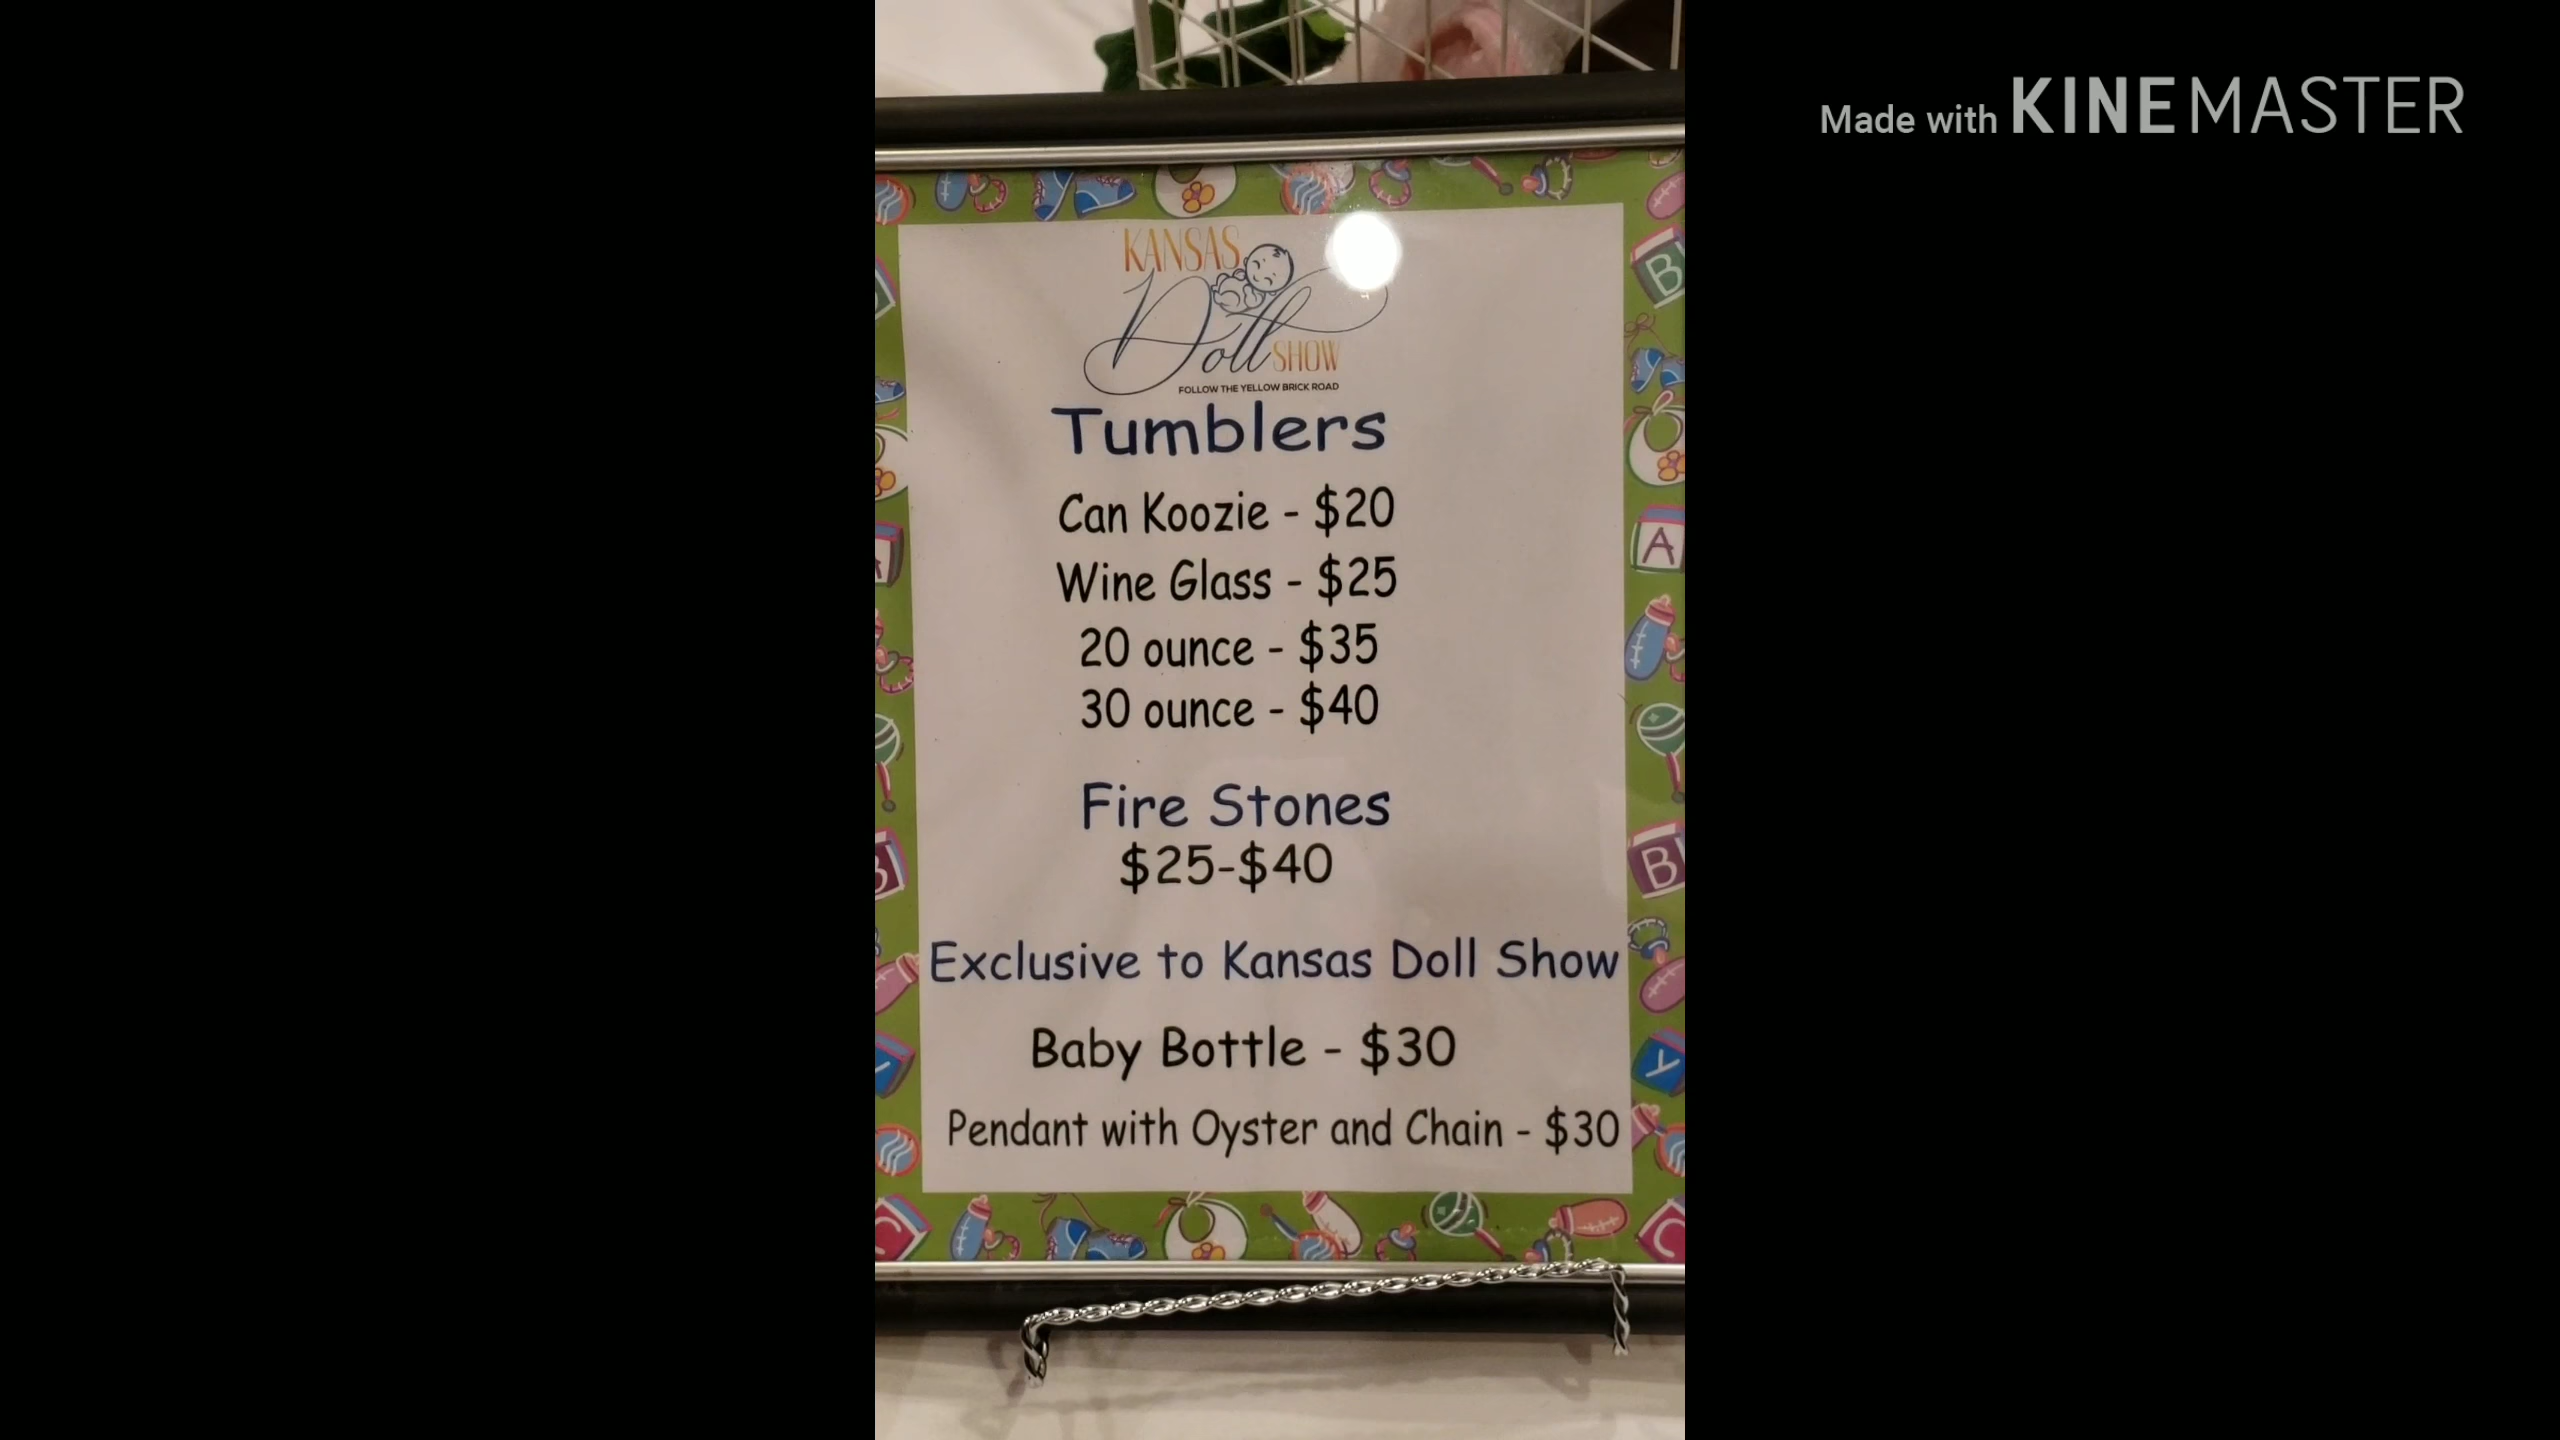 Made with KINEMASTER
KANSAS
Doll SHOW
FOLLOW THE YELLOW BRICK ROAD
Tumblers
Can Koozie - $20
Wine Glass - $25
20 ounce - $35
30 ounce - $40
Fire Stones
$25-$40
Exclusive to Kansas Doll Show
Baby Bottle - $30
Pendant with Oyster and Chain - $30
B
A
B
Y
C
A
B
Y
C